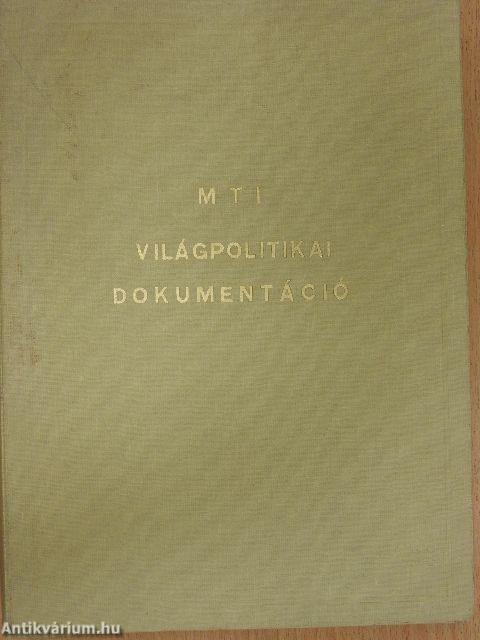 MTI
VILÁGPOLITIKAI
DOKUMENTÁCIÓ
Antikvárium.hu